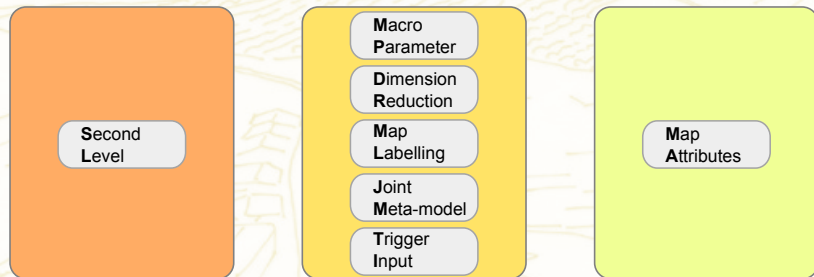 Second
Level
Macro
Parameter
Dimension
Reduction
Map
Labelling
Joint
Meta-model
Trigger
Input
Map
Attributes